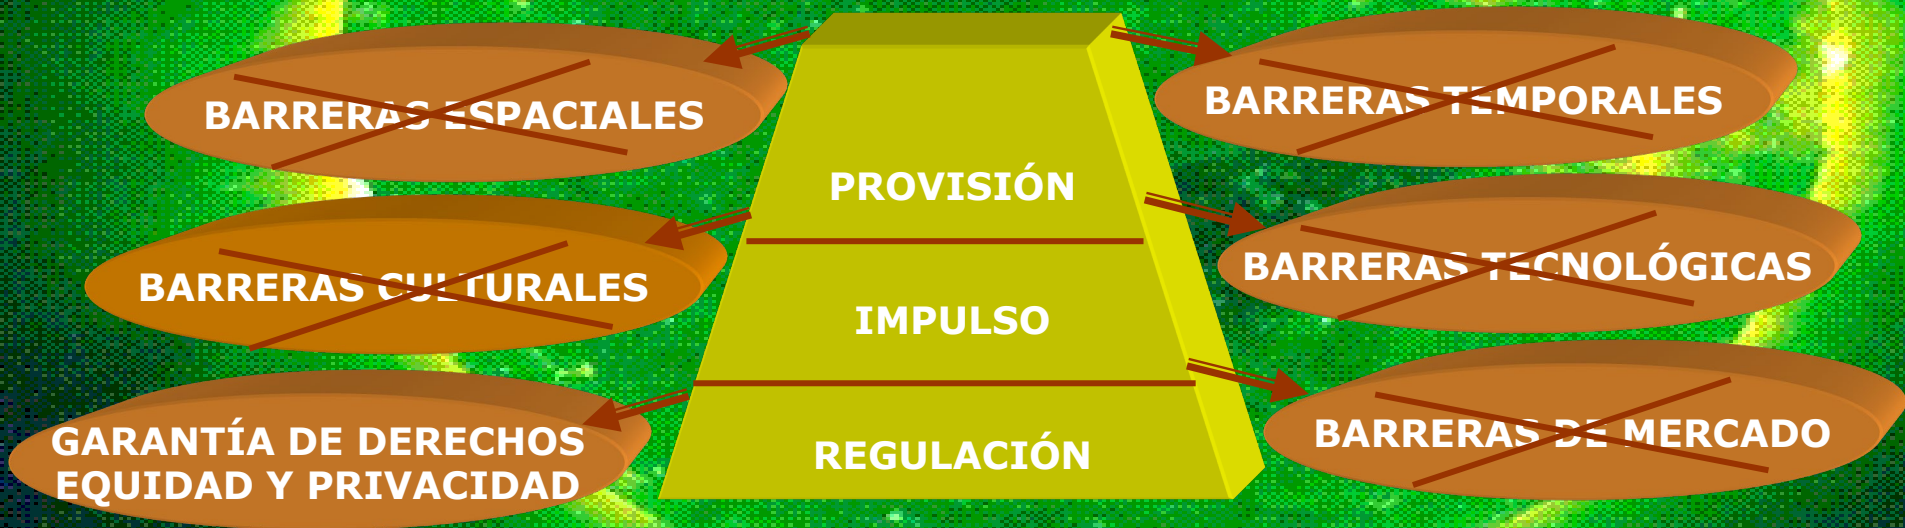 BARRERAS ESPACIALES
BARRERAS TEMPORALES
PROVISIÓN
BARRERAS CULTURALES
BARRERAS TECNOLÓGICAS
IMPULSO
GARANTÍA DE DERECHOS
EQUIDAD Y PRIVACIDAD
REGULACIÓN
BARRERAS DE MERCADO